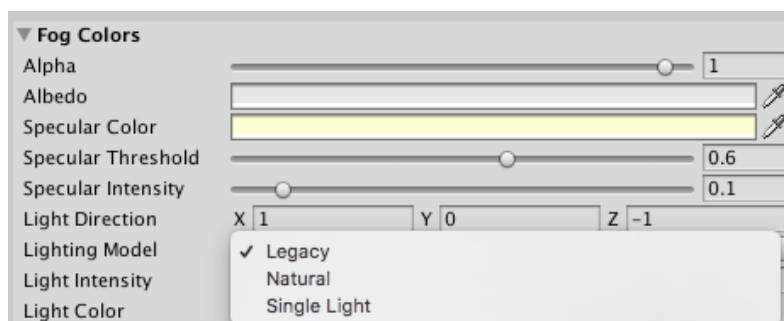 Fog Colors
Alpha 1
Albedo
Specular Color
Specular Threshold 0.6
Specular Intensity 0.1
Light Direction X 1 Y 0 Z -1
Lighting Model ✓ Legacy
Light Intensity Natural
Light Color Single Light